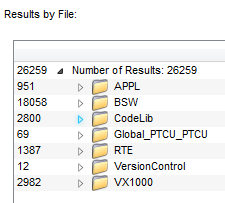 Results by File:
26259 Number of Results: 26259
951 APPL
18058 BSW
2800 CodeLib
69 Global_PTCU_PTCU
1387 RTE
12 VersionControl
2982 VX1000